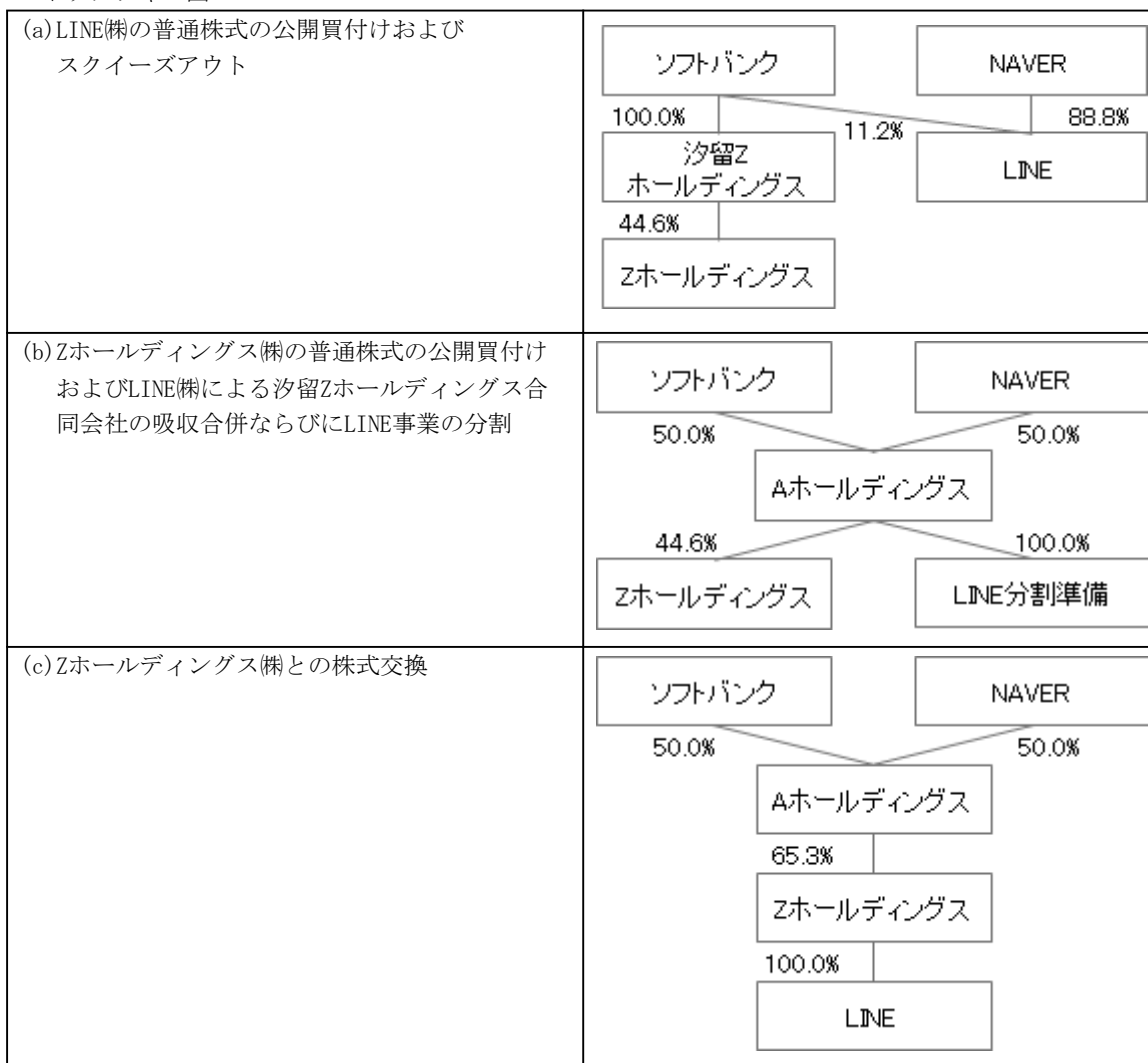 (a)LINE㈱の普通株式の公開買付けおよび
スクイーズアウト
ソフトバンク
NAVER
100.0%
11.2%
88.8%
汐留Z
ホールディングス
LINE
44.6%
Zホールディングス
(b)Zホールディングス㈱の普通株式の公開買付け
およびLINE㈱による汐留Zホールディングス合
同会社の吸収合併ならびにLINE事業の分割
ソフトバンク
NAVER
50.0%
50.0%
Aホールディングス
44.6%
100.0%
Zホールディングス
LINE分割準備
(c)Zホールディングス㈱との株式交換
ソフトバンク
NAVER
50.0%
50.0%
Aホールディングス
65.3%
Zホールディングス
100.0%
LINE